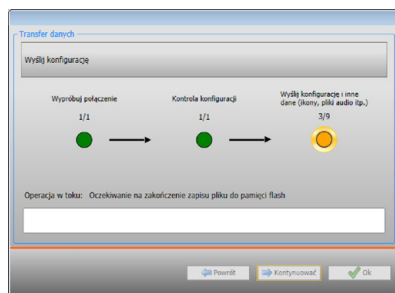 Transfer danych
Wyślij konfigurację
Wypróbuj połączenie
Kontrola konfiguracji
Wyślij konfigurację i inne
dane (ikony, pliki audio itp.)
1/1
1/1
3/9
Operacja w toku: Oczekiwanie na zakończenie zapisu pliku do pamięci flash
Powrót
Kontynuować
Ok